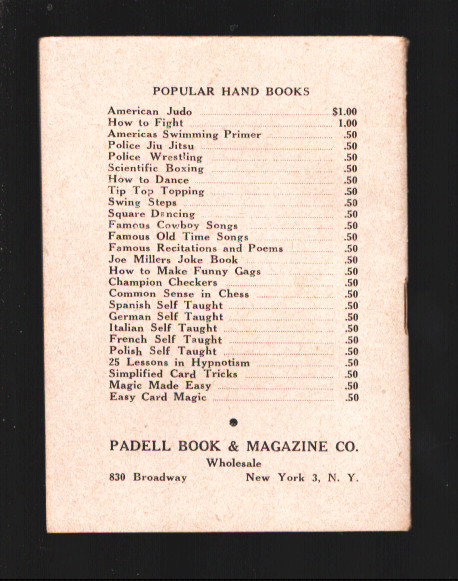 POPULAR HAND BOOKS
American Judo $1.00
How to Fight 1.00
Americas Swimming Primer .50
Police Jiu Jitsu .50
Police Wrestling .50
Scientific Boxing .50
How to Dance .50
Tip Top Topping .50
Swing Steps .50
Square Dancing .50
Famous Cowboy Songs .50
Famous Old Time Songs .50
Famous Recitations and Poems .50
Joe Millers Joke Book .50
How to Make Funny Gags .50
Champion Checkers .50
Common Sense in Chess .50
Spanish Self Taught .50
German Self Taught .50
Italian Self Taught .50
French Self Taught .50
Polish Self Taught .50
25 Lessons in Hypnotism .50
Simplified Card Tricks .50
Magic Made Easy .50
Easy Card Magic .50
PADELL BOOK & MAGAZINE CO.
Wholesale
830 Broadway New York 3, N. Y.